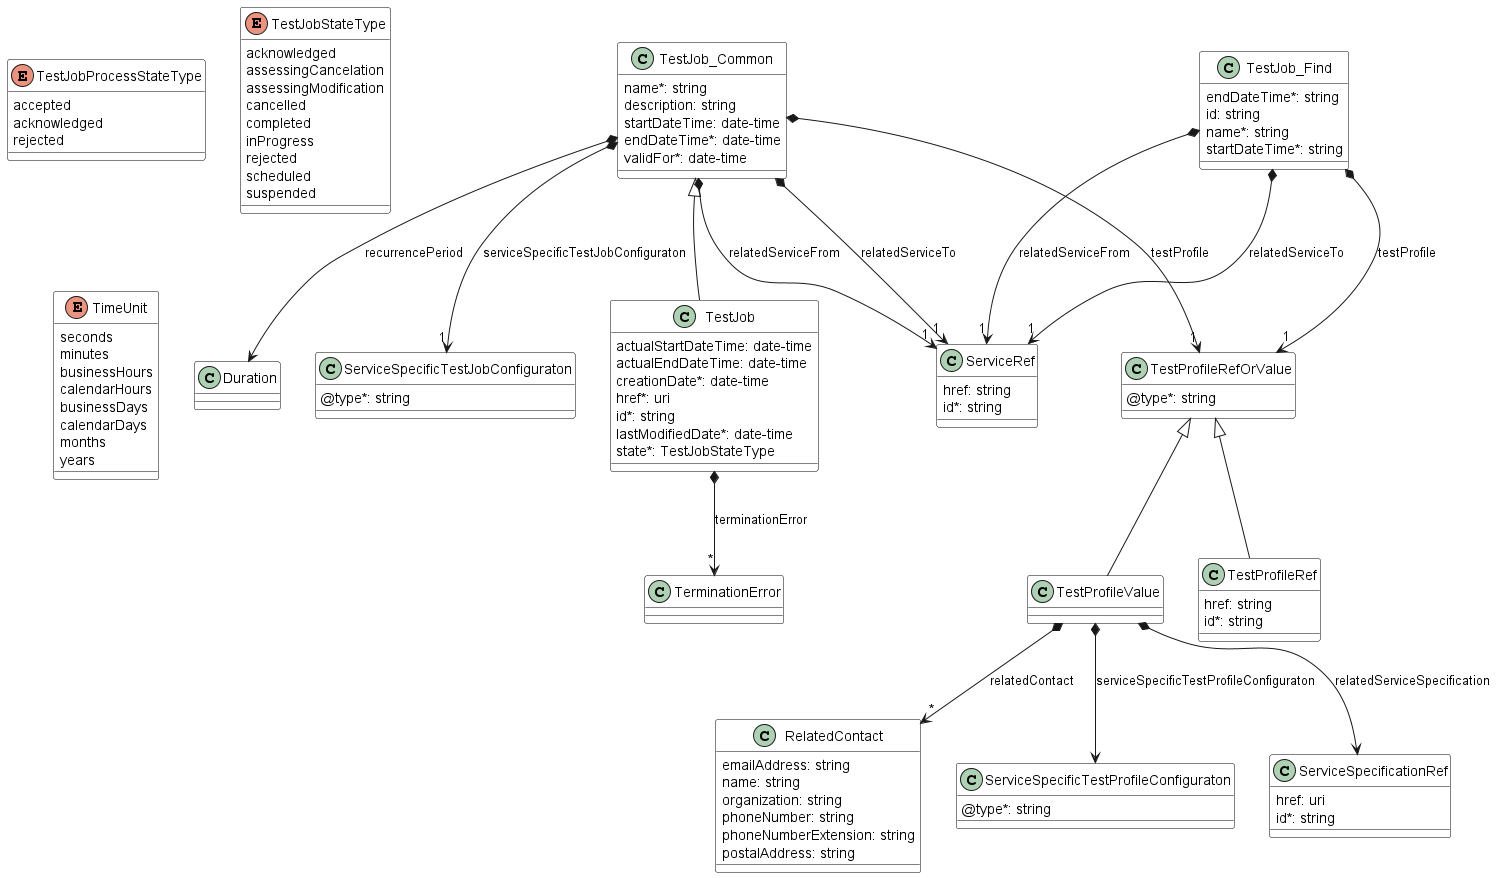 E TestJobProcessStateType
accepted
acknowledged
rejected
E TestJobStateType
acknowledged
assessingCancelation
assessingModification
cancelled
completed
inProgress
rejected
scheduled
suspended
C TestJob_Common
name*: string
description: string
startDateTime: date-time
endDateTime*: date-time
validFor*: date-time
C TestJob_Find
endDateTime*: string
id: string
name*: string
startDateTime*: string
recurrencePeriod
serviceSpecificTestJobConfiguraton
relatedServiceFrom
relatedServiceTo
testProfile
relatedServiceFrom
relatedServiceTo
testProfile
E TimeUnit
seconds
minutes
businessHours
calendarHours
businessDays
calendarDays
months
years
C Duration
1
C ServiceSpecificTestJobConfiguraton
@type*: string
C TestJob
actualStartDateTime: date-time
actualEndDateTime: date-time
creationDate*: date-time
href*: uri
id*: string
lastModifiedDate*: date-time
state*: TestJobStateType
1
1
1
1
C ServiceRef
href: string
id*: string
1
1
C TestProfileRefOrValue
@type*: string
terminationError
*
C TerminationError
C TestProfileValue
C TestProfileRef
href: string
id*: string
relatedContact
serviceSpecificTestProfileConfiguraton
relatedServiceSpecification
*
C RelatedContact
emailAddress: string
name: string
organization: string
phoneNumber: string
phoneNumberExtension: string
postalAddress: string
C ServiceSpecificTestProfileConfiguraton
@type*: string
C ServiceSpecificationRef
href: uri
id*: string